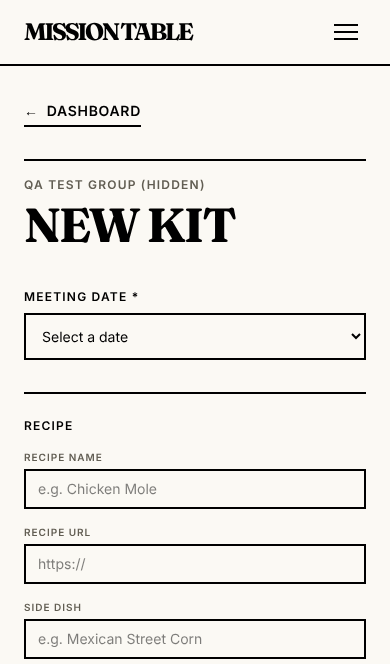 MISSION TABLE
← DASHBOARD
QA TEST GROUP (HIDDEN)
NEW KIT
MEETING DATE *
Select a date
RECIPE
RECIPE NAME
e.g. Chicken Mole
RECIPE URL
https://
SIDE DISH
e.g. Mexican Street Corn